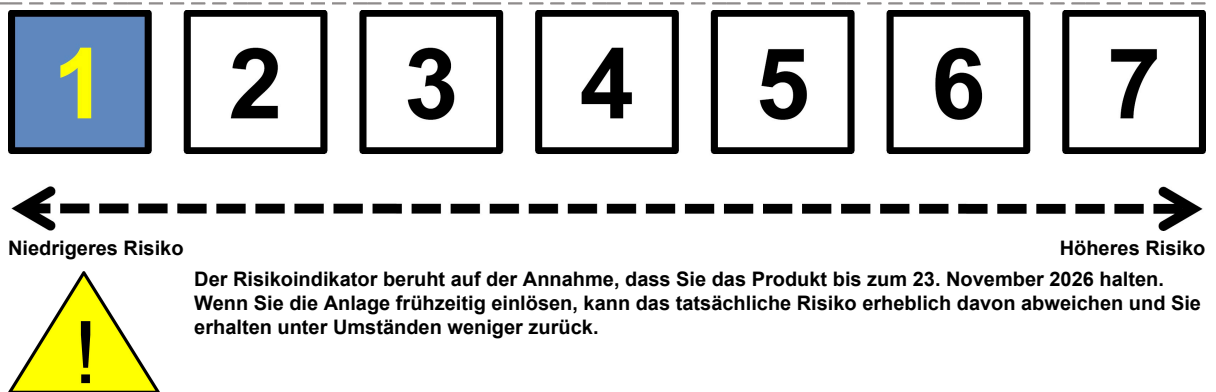 1 2 3 4 5 6 7
Niedrigeres Risiko Höheres Risiko
Der Risikoindikator beruht auf der Annahme, dass Sie das Produkt bis zum 23. November 2026 halten.
Wenn Sie die Anlage frühzeitig einlösen, kann das tatsächliche Risiko erheblich davon abweichen und Sie
erhalten unter Umständen weniger zurück.
!